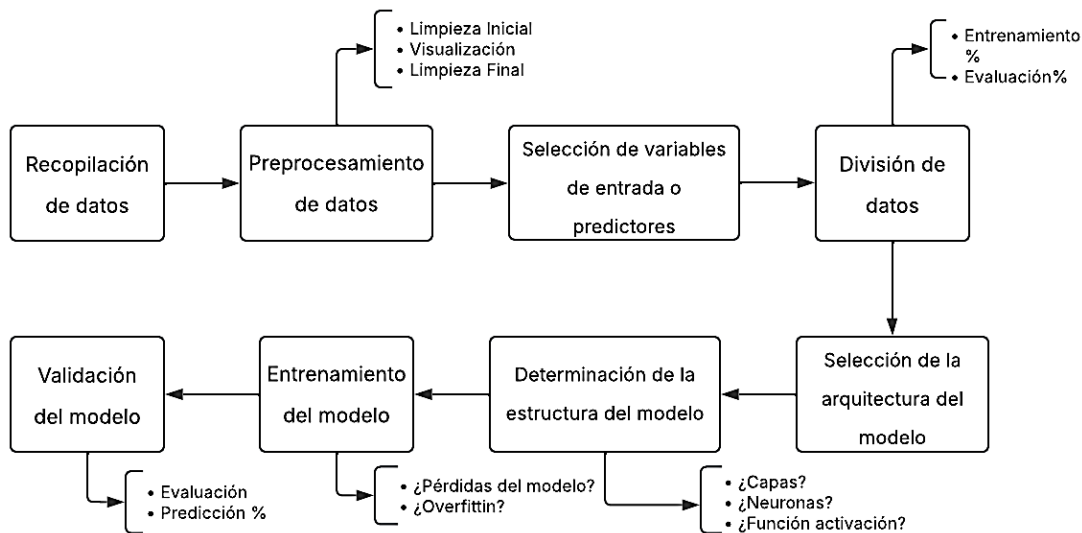 • Limpieza Inicial
• Visualización
• Limpieza Final
• Entrenamiento
%
• Evaluación%
Recopilación
de datos
Preprocesamiento
de datos
Selección de variables
de entrada o
predictores
División de
datos
Validación
del modelo
Entrenamiento
del modelo
Determinación de la
estructura del modelo
Selección de la
arquitectura del
modelo
• Evaluación
• Predicción %
• ¿Pérdidas del modelo?
• ¿Overfittin?
• ¿Capas?
• ¿Neuronas?
• ¿Función activación?